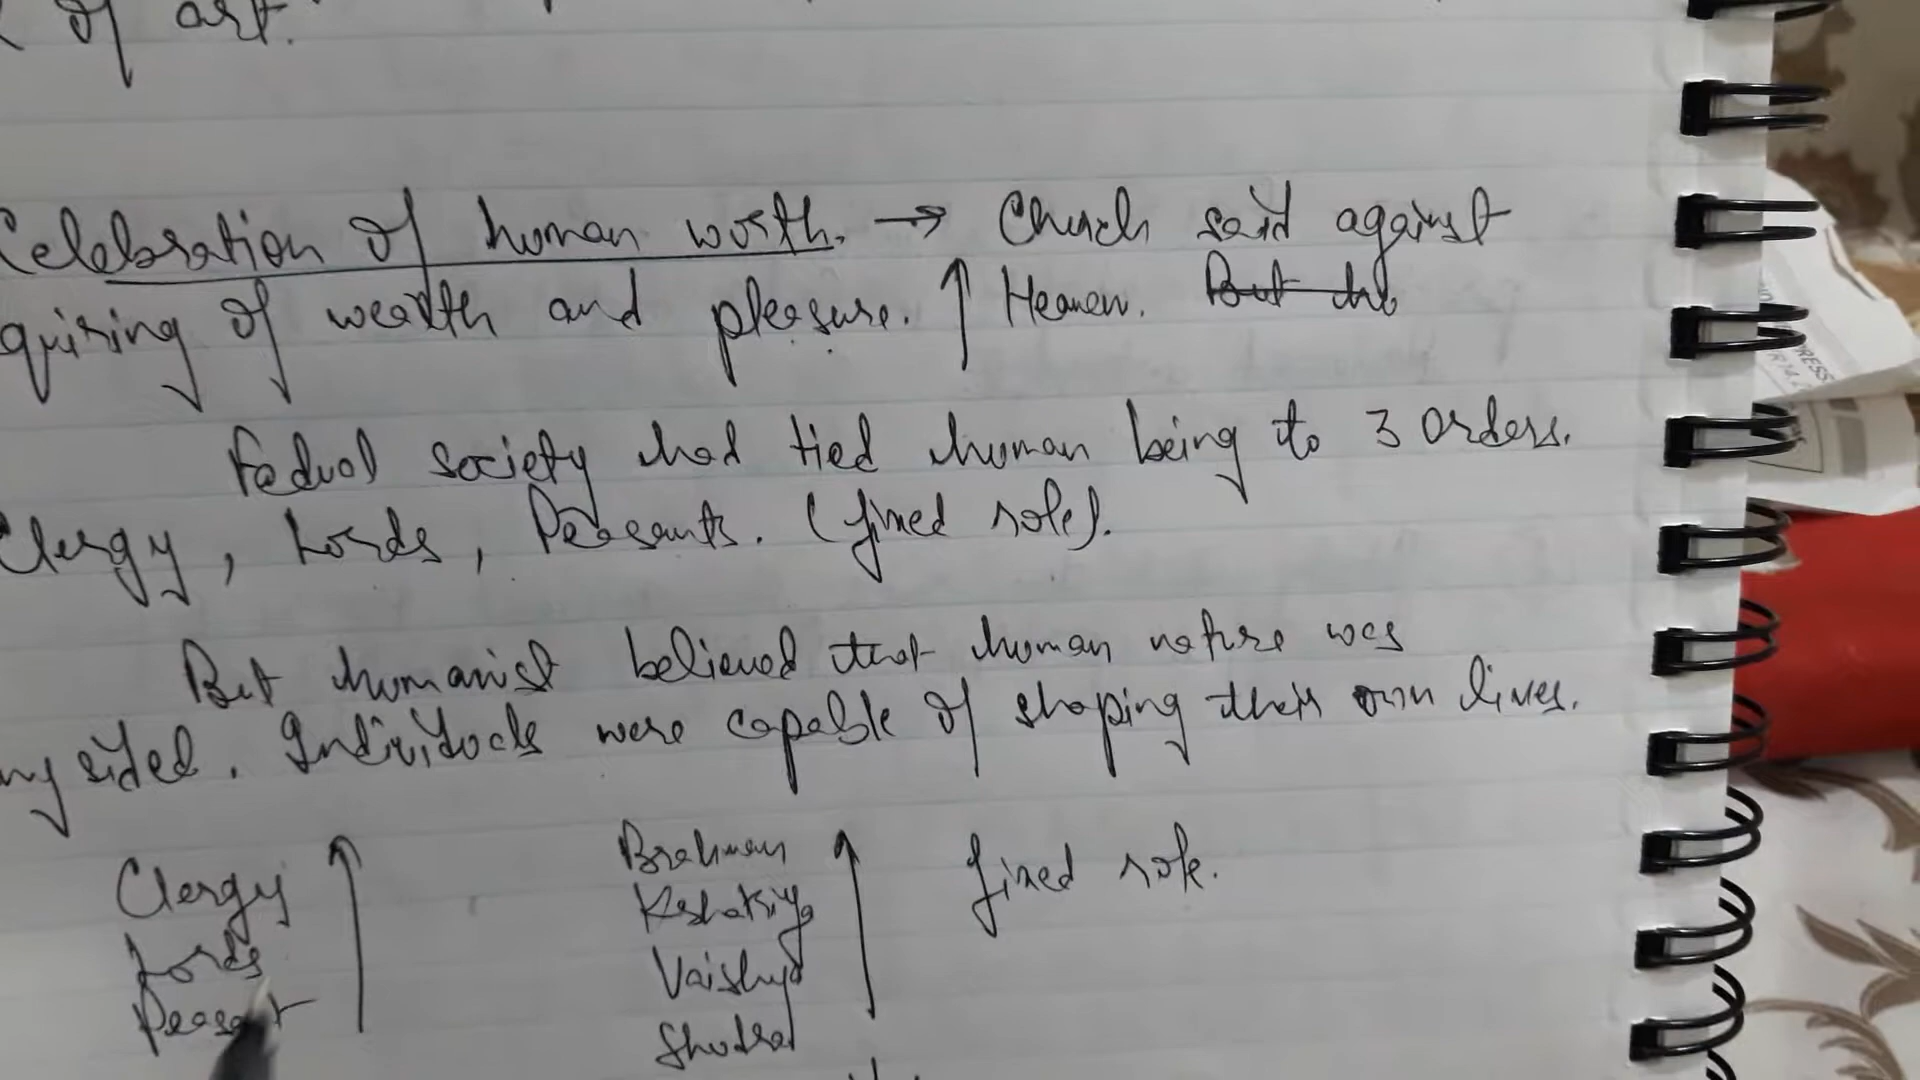 of art.
Celebration of human worth. → Church said against
quiring of wealth and pleasure. ↑ Heaven. But the
Fedual society had tied human being to 3 orders.
Clergy, Lords, Peasants. (fixed role).
But humanist believed that human nature was
ny sided. Individuals were capable of shaping their own lives.
Clergy
Lords
Peasant
Brahman
Kshatriya
Vaishya
Shudra
fixed role.